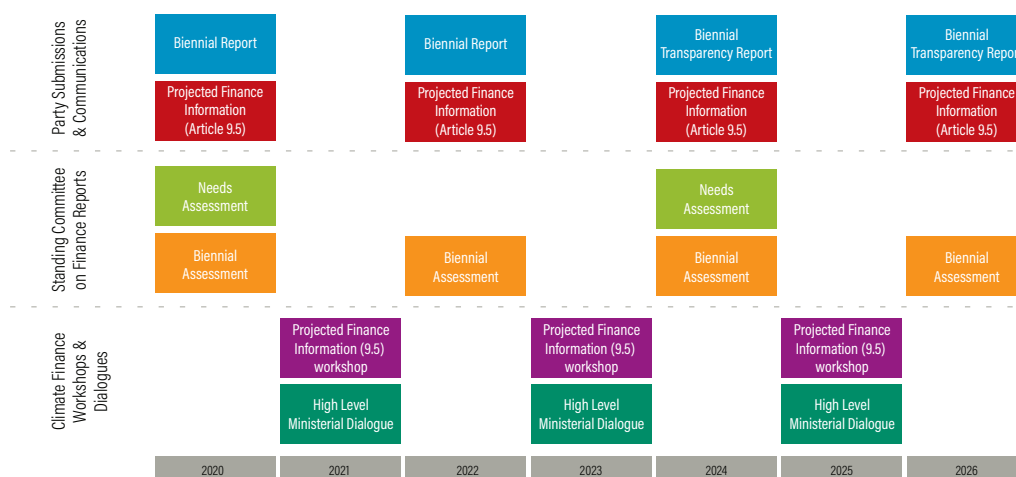 Party Submissions
& Communications
Biennial Report
Biennial Report
Biennial
Transparency Report
Biennial
Transparency Repor
Projected Finance
Information
(Article 9.5)
Projected Finance
Information
(Article 9.5)
Projected Finance
Information
(Article 9.5)
Projected Finance
Information
(Article 9.5)
Standing Committee
on Finance Reports
Needs
Assessment
Needs
Assessment
Biennial
Assessment
Biennial
Assessment
Biennial
Assessment
Biennial
Assessment
Climate Finance
Workshops &
Dialogues
Projected Finance
Information (9.5)
workshop
Projected Finance
Information (9.5)
workshop
Projected Finance
Information (9.5)
workshop
High Level
Ministerial Dialogue
High Level
Ministerial Dialogue
High Level
Ministerial Dialogue
2020 2021 2022 2023 2024 2025 2026